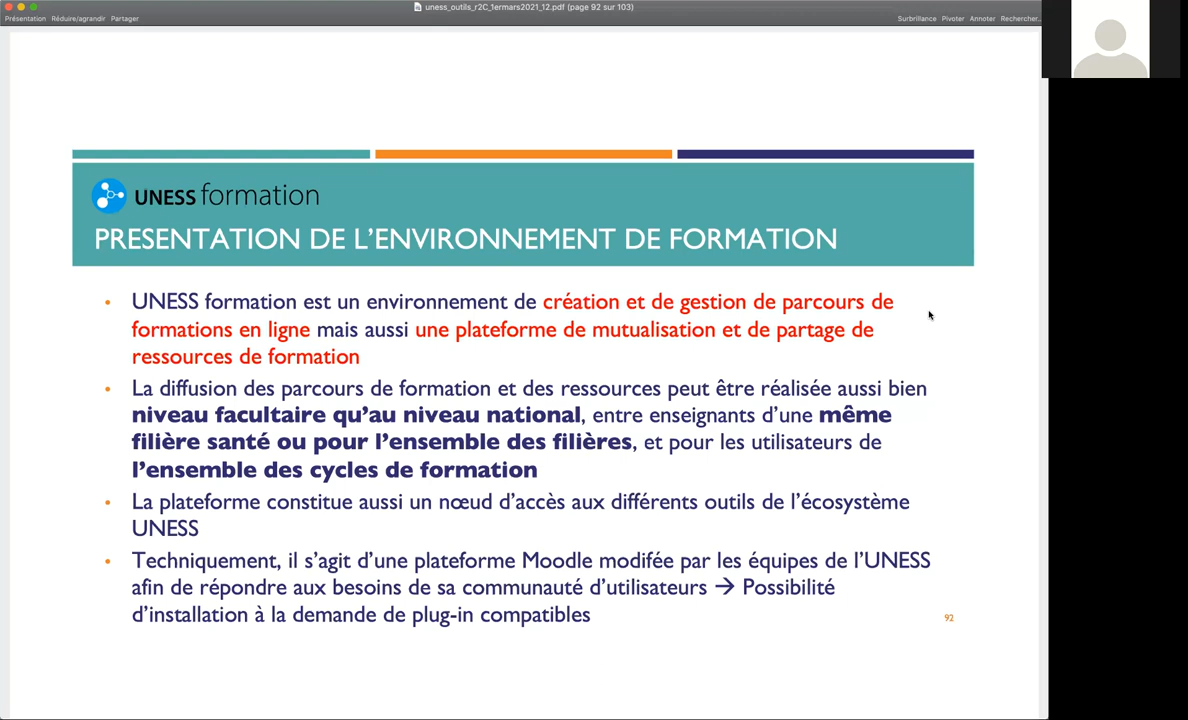 uness_outils_r2C_1ermars2021_12.pdf (page 92 sur 103)
Présentation Réduire/agrandir Partager Surbrillance Pivoter Annoter Rechercher...
UNESS formation
PRESENTATION DE L'ENVIRONNEMENT DE FORMATION
• UNESS formation est un environnement de création et de gestion de parcours de
formations en ligne mais aussi une plateforme de mutualisation et de partage de
ressources de formation
• La diffusion des parcours de formation et des ressources peut être réalisée aussi bien
niveau facultaire qu'au niveau national, entre enseignants d'une même
filière santé ou pour l'ensemble des filières, et pour les utilisateurs de
l'ensemble des cycles de formation
• La plateforme constitue aussi un nœud d'accès aux différents outils de l'écosystème
UNESS
• Techniquement, il s'agit d'une plateforme Moodle modifée par les équipes de l'UNESS
afin de répondre aux besoins de sa communauté d'utilisateurs → Possibilité
d'installation à la demande de plug-in compatibles
92